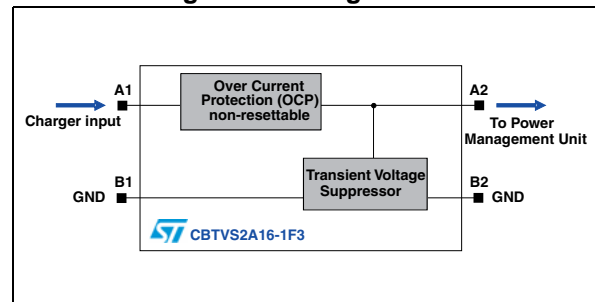 A1
Charger input
Over Current
Protection (OCP)
non-resettable
A2
To Power
Management Unit
B1
GND
Transient Voltage
Suppressor
B2
GND
ST CBTVS2A16-1F3